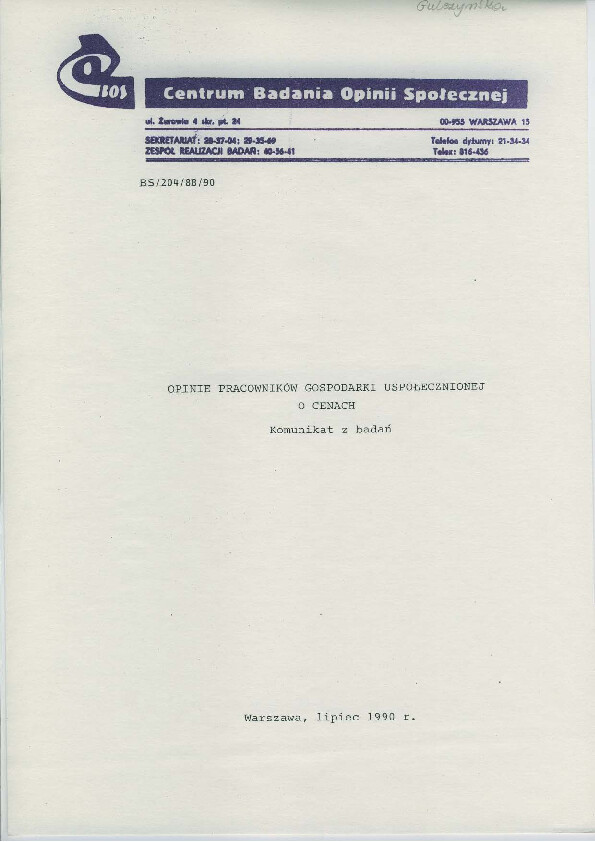 Gulczyńska
CBOS
Centrum Badania Opinii Społecznej
ul. Żurawia 4 skr. pt. 24
00-955 WARSZAWA 15
SEKRETARIAT: 28-37-04; 29-35-69
Telefon dyżurny: 21-34-34
ZESPÓŁ REALIZACJI BADAŃ: 40-56-41
Telex: 816-436
BS/204/88/90
OPINIE PRACOWNIKÓW GOSPODARKI USPOŁECZNIONEJ
O CENACH
Komunikat z badań
Warszawa, lipiec 1990 r.